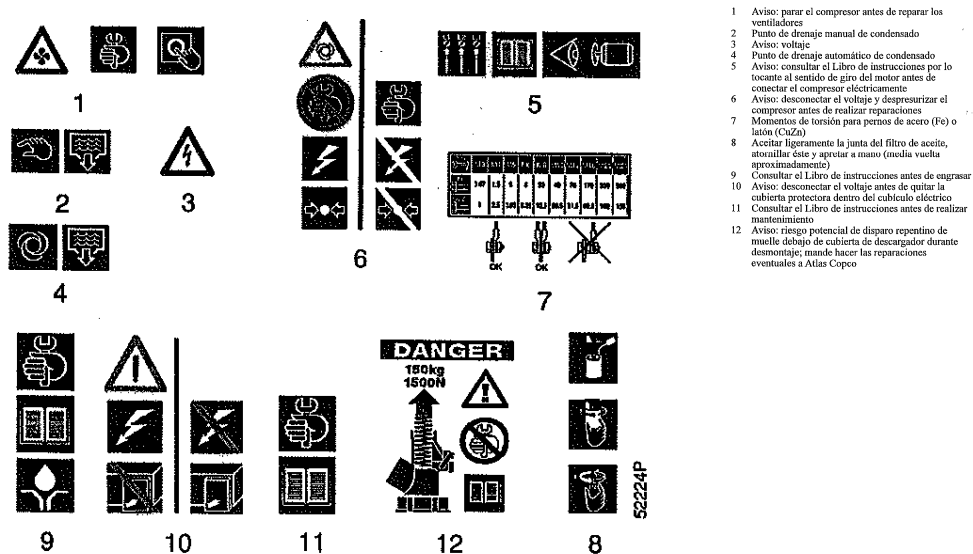 1 Aviso: parar el compresor antes de reparar los
ventiladores
2 Punto de drenaje manual de condensado
3 Aviso: voltaje
4 Punto de drenaje automático de condensado
5 Aviso: consultar el Libro de instrucciones por lo
tocante al sentido de giro del motor antes de
conectar el compresor eléctricamente
6 Aviso: desconectar el voltaje y despresurizar el
compresor antes de realizar reparaciones
7 Momentos de torsión para pernos de acero (Fe) o
latón (CuZn)
8 Aceitar ligeramente la junta del filtro de aceite,
atornillar éste y apretar a mano (media vuelta
aproximadamente)
9 Consultar el Libro de instrucciones antes de engrasar
10 Aviso: desconectar el voltaje antes de quitar la
cubierta protectora dentro del cubículo eléctrico
11 Consultar el Libro de instrucciones antes de realizar
mantenimiento
12 Aviso: riesgo potencial de disparo repentino de
muelle debajo de cubierta de descargador durante
desmontaje; mande hacer las reparaciones
eventuales a Atlas Copco
1
5
2
3
6
OK OK
4
7
DANGER
150kg
1500N
52224P
9
10
11
12
8